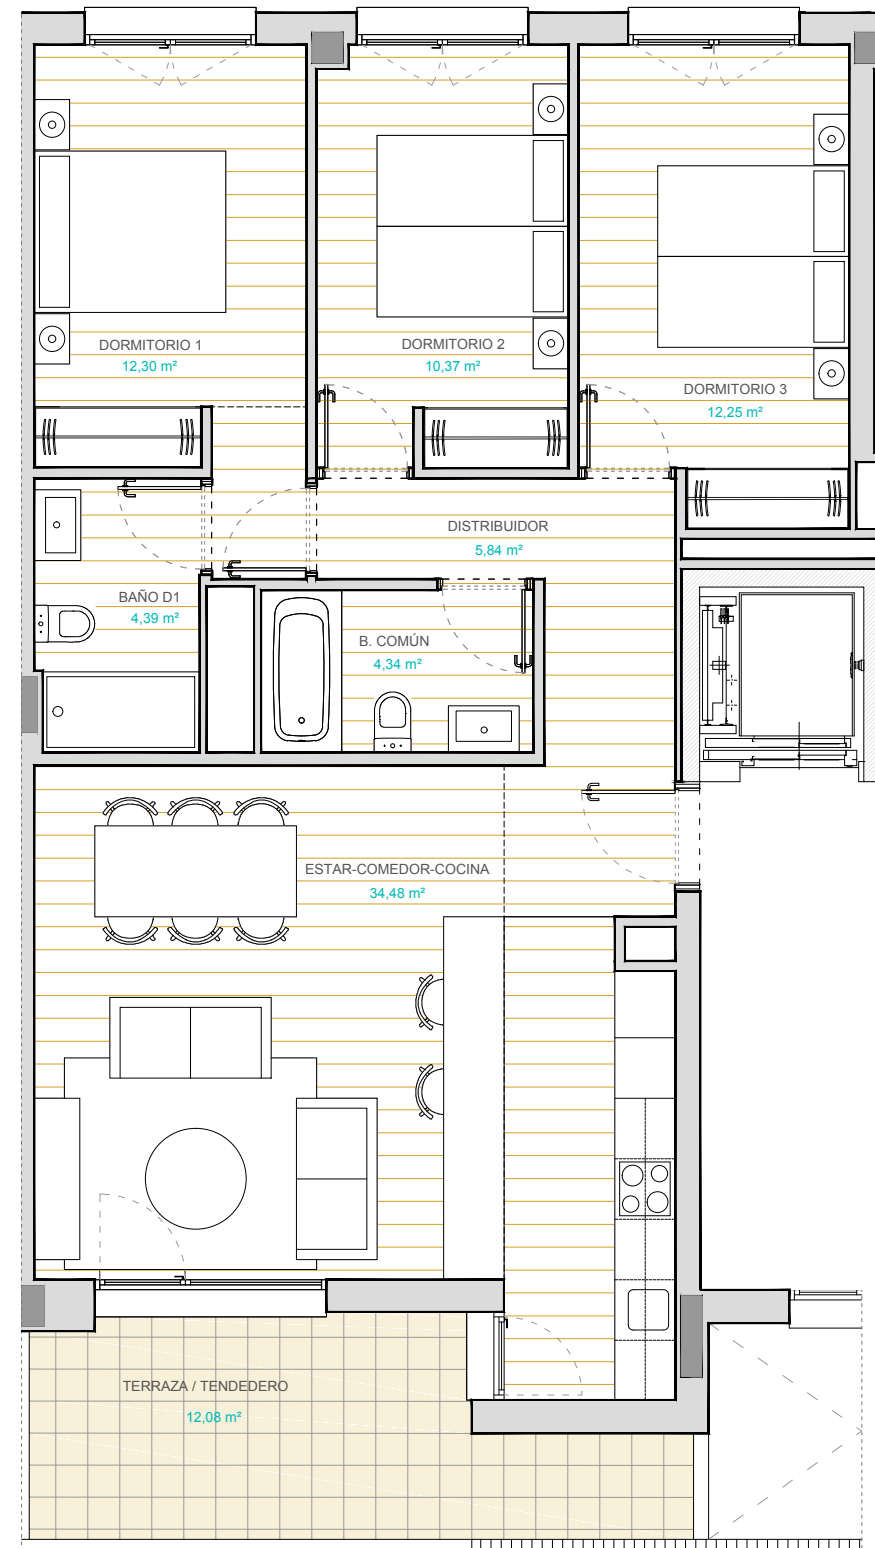 DORMITORIO 1
12,30 m²
DORMITORIO 2
10,37 m²
DORMITORIO 3
12,25 m²
DISTRIBUIDOR
5,84 m²
BAÑO D1
4,39 m²
B. COMÚN
4,34 m²
ESTAR-COMEDOR-COCINA
34,48 m²
TERRAZA / TENDEDERO
12,08 m²